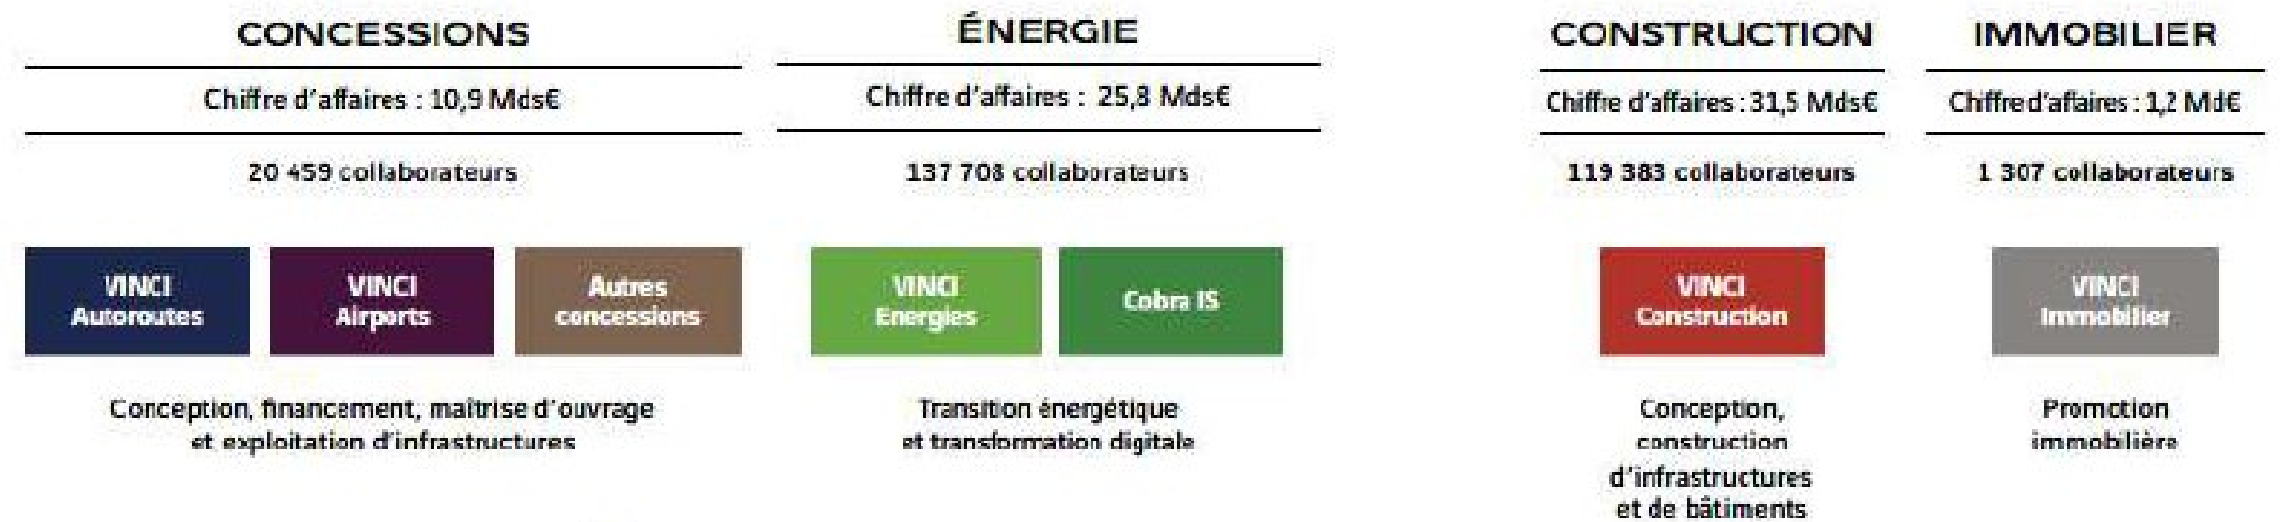 CONCESSIONS
Chiffre d'affaires : 10,9 Mds€
20 459 collaborateurs
VINCI
Autoroutes
VINCI
Airports
Autres
concessions
Conception, financement, maîtrise d'ouvrage
et exploitation d'infrastructures
ÉNERGIE
Chiffre d'affaires : 25,8 Mds€
137 708 collaborateurs
VINCI
Energies
Cobra IS
Transition énergétique
et transformation digitale
CONSTRUCTION
Chiffre d'affaires : 31,5 Mds€
119 383 collaborateurs
VINCI
Construction
Conception,
construction
d'infrastructures
et de bâtiments
IMMOBILIER
Chiffre d'affaires : 1,2 Md€
1 307 collaborateurs
VINCI
Immobilier
Promotion
immobilière